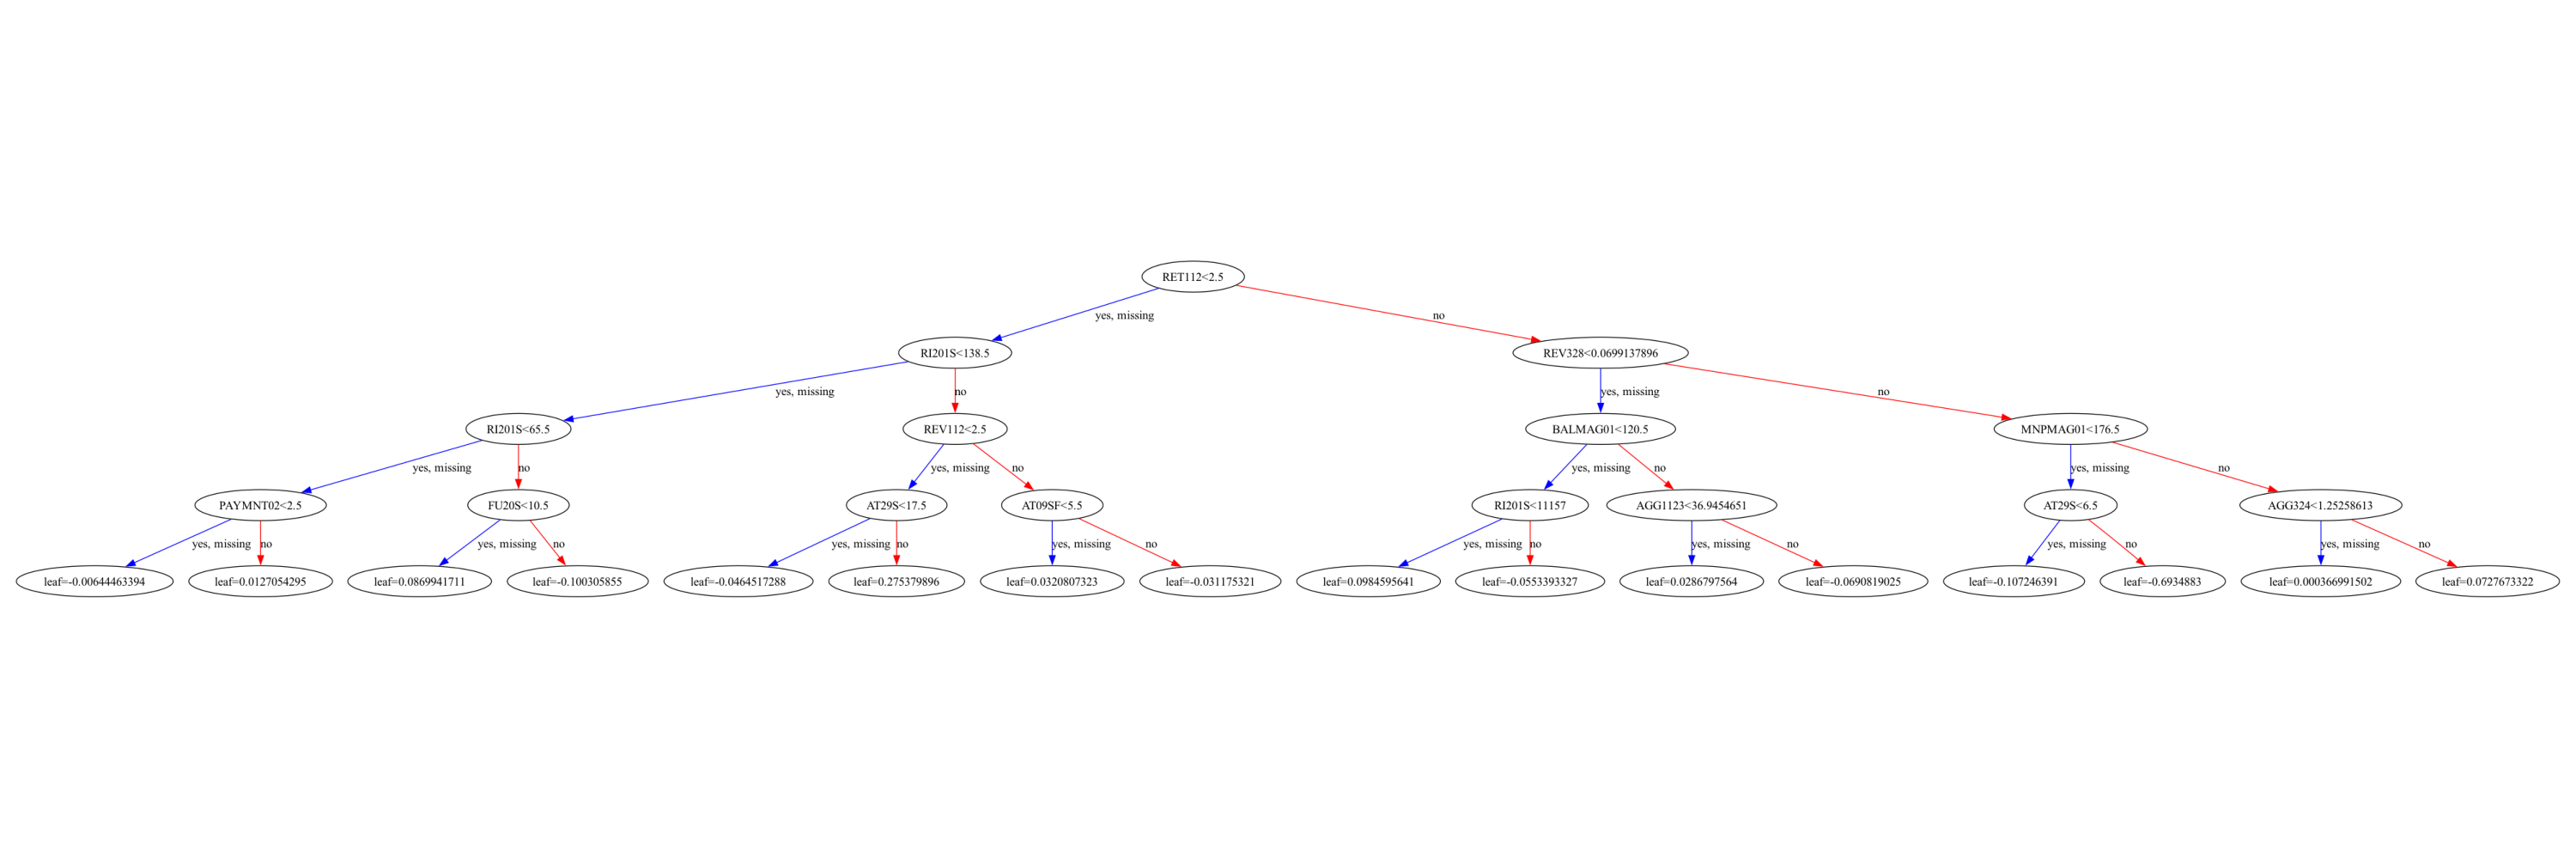 RET112<2.5
yes, missing
no
RI201S<138.5
REV328<0.0699137896
yes, missing
no
yes, missing
no
RI201S<65.5
REV112<2.5
BALMAG01<120.5
MNPMAG01<176.5
yes, missing
no
yes, missing
no
yes, missing
no
yes, missing
no
PAYMNT02<2.5
FU20S<10.5
AT29S<17.5
AT09SF<5.5
RI201S<11157
AGG1123<36.9454651
AT29S<6.5
AGG324<1.25258613
yes, missing
no
yes, missing
no
yes, missing
no
yes, missing
no
yes, missing
no
yes, missing
no
yes, missing
no
yes, missing
no
leaf=-0.00644463394
leaf=0.0127054295
leaf=0.0869941711
leaf=-0.100305855
leaf=-0.0464517288
leaf=0.275379896
leaf=0.0320807323
leaf=-0.031175321
leaf=0.0984595641
leaf=-0.0553393327
leaf=0.0286797564
leaf=-0.0690819025
leaf=-0.107246391
leaf=-0.6934883
leaf=0.000366991502
leaf=0.0727673322